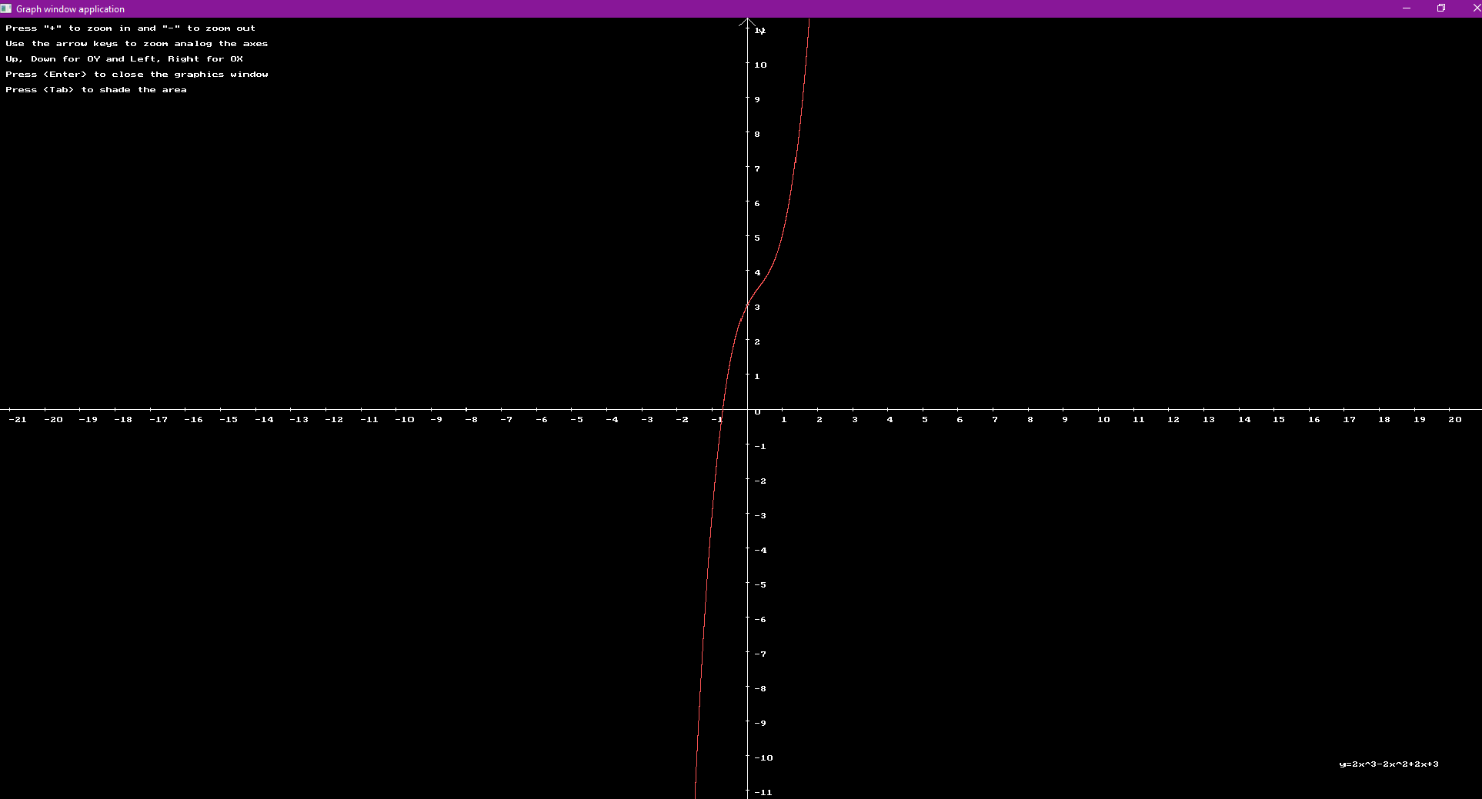 Graph window application
Press "+" to zoom in and "-" to zoom out
Use the arrow keys to zoom analog the axes
Up, Down for OY and Left, Right for OX
Press <Enter> to close the graphics window
Press <Tab> to shade the area
11
10
9
8
7
6
5
4
3
2
1
0
-21 -20 -19 -18 -17 -16 -15 -14 -13 -12 -11 -10 -9 -8 -7 -6 -5 -4 -3 -2 -1 1 2 3 4 5 6 7 8 9 10 11 12 13 14 15 16 17 18 19 20
-1
-2
-3
-4
-5
-6
-7
-8
-9
-10
y=2x^3-2x^2+2x+3
-11